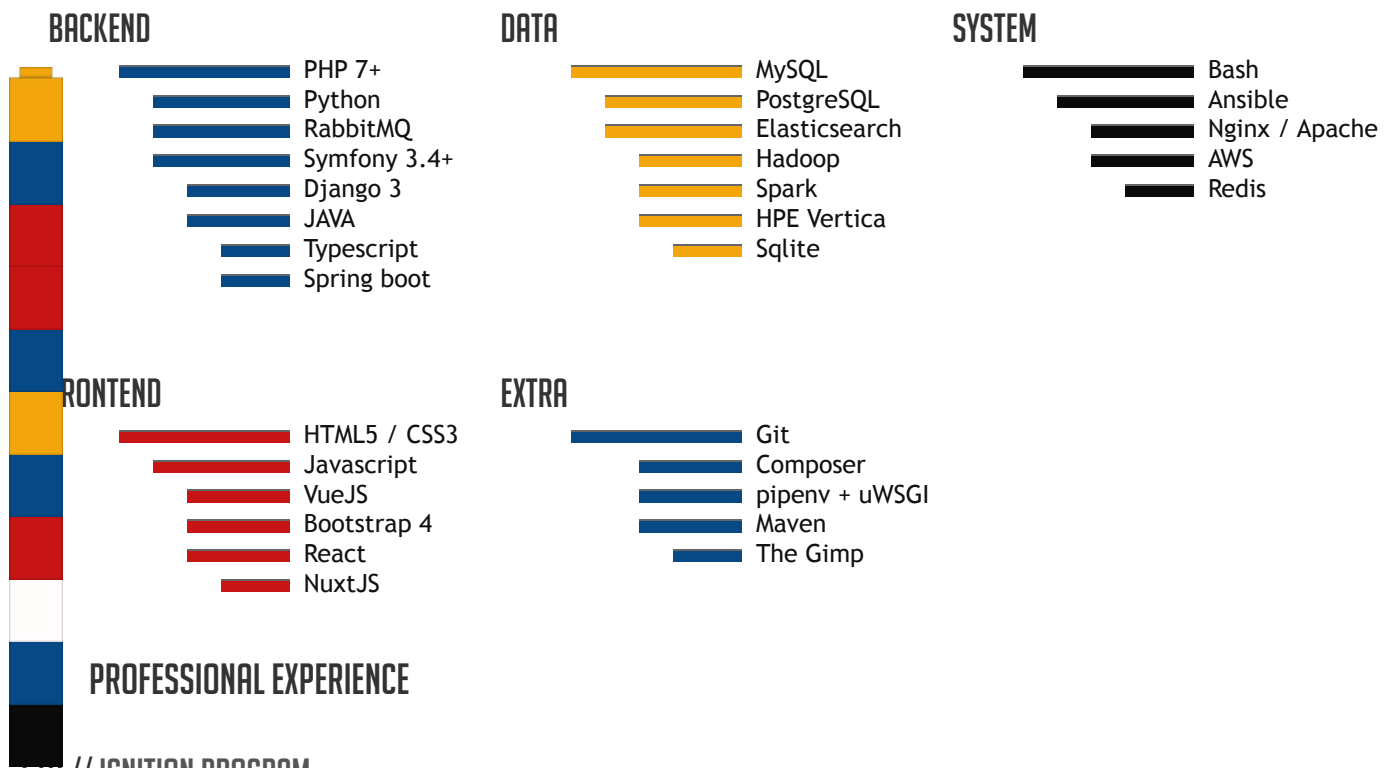 BACKEND
PHP 7+
Python
RabbitMQ
Symfony 3.4+
Django 3
JAVA
Typescript
Spring boot
DATA
MySQL
PostgreSQL
Elasticsearch
Hadoop
Spark
HPE Vertica
Sqlite
SYSTEM
Bash
Ansible
Nginx / Apache
AWS
Redis
RONTEND
HTML5 / CSS3
Javascript
VueJS
Bootstrap 4
React
NuxtJS
EXTRA
Git
Composer
pipenv + uWSGI
Maven
The Gimp
PROFESSIONAL EXPERIENCE
// IGNITION PROGRAM